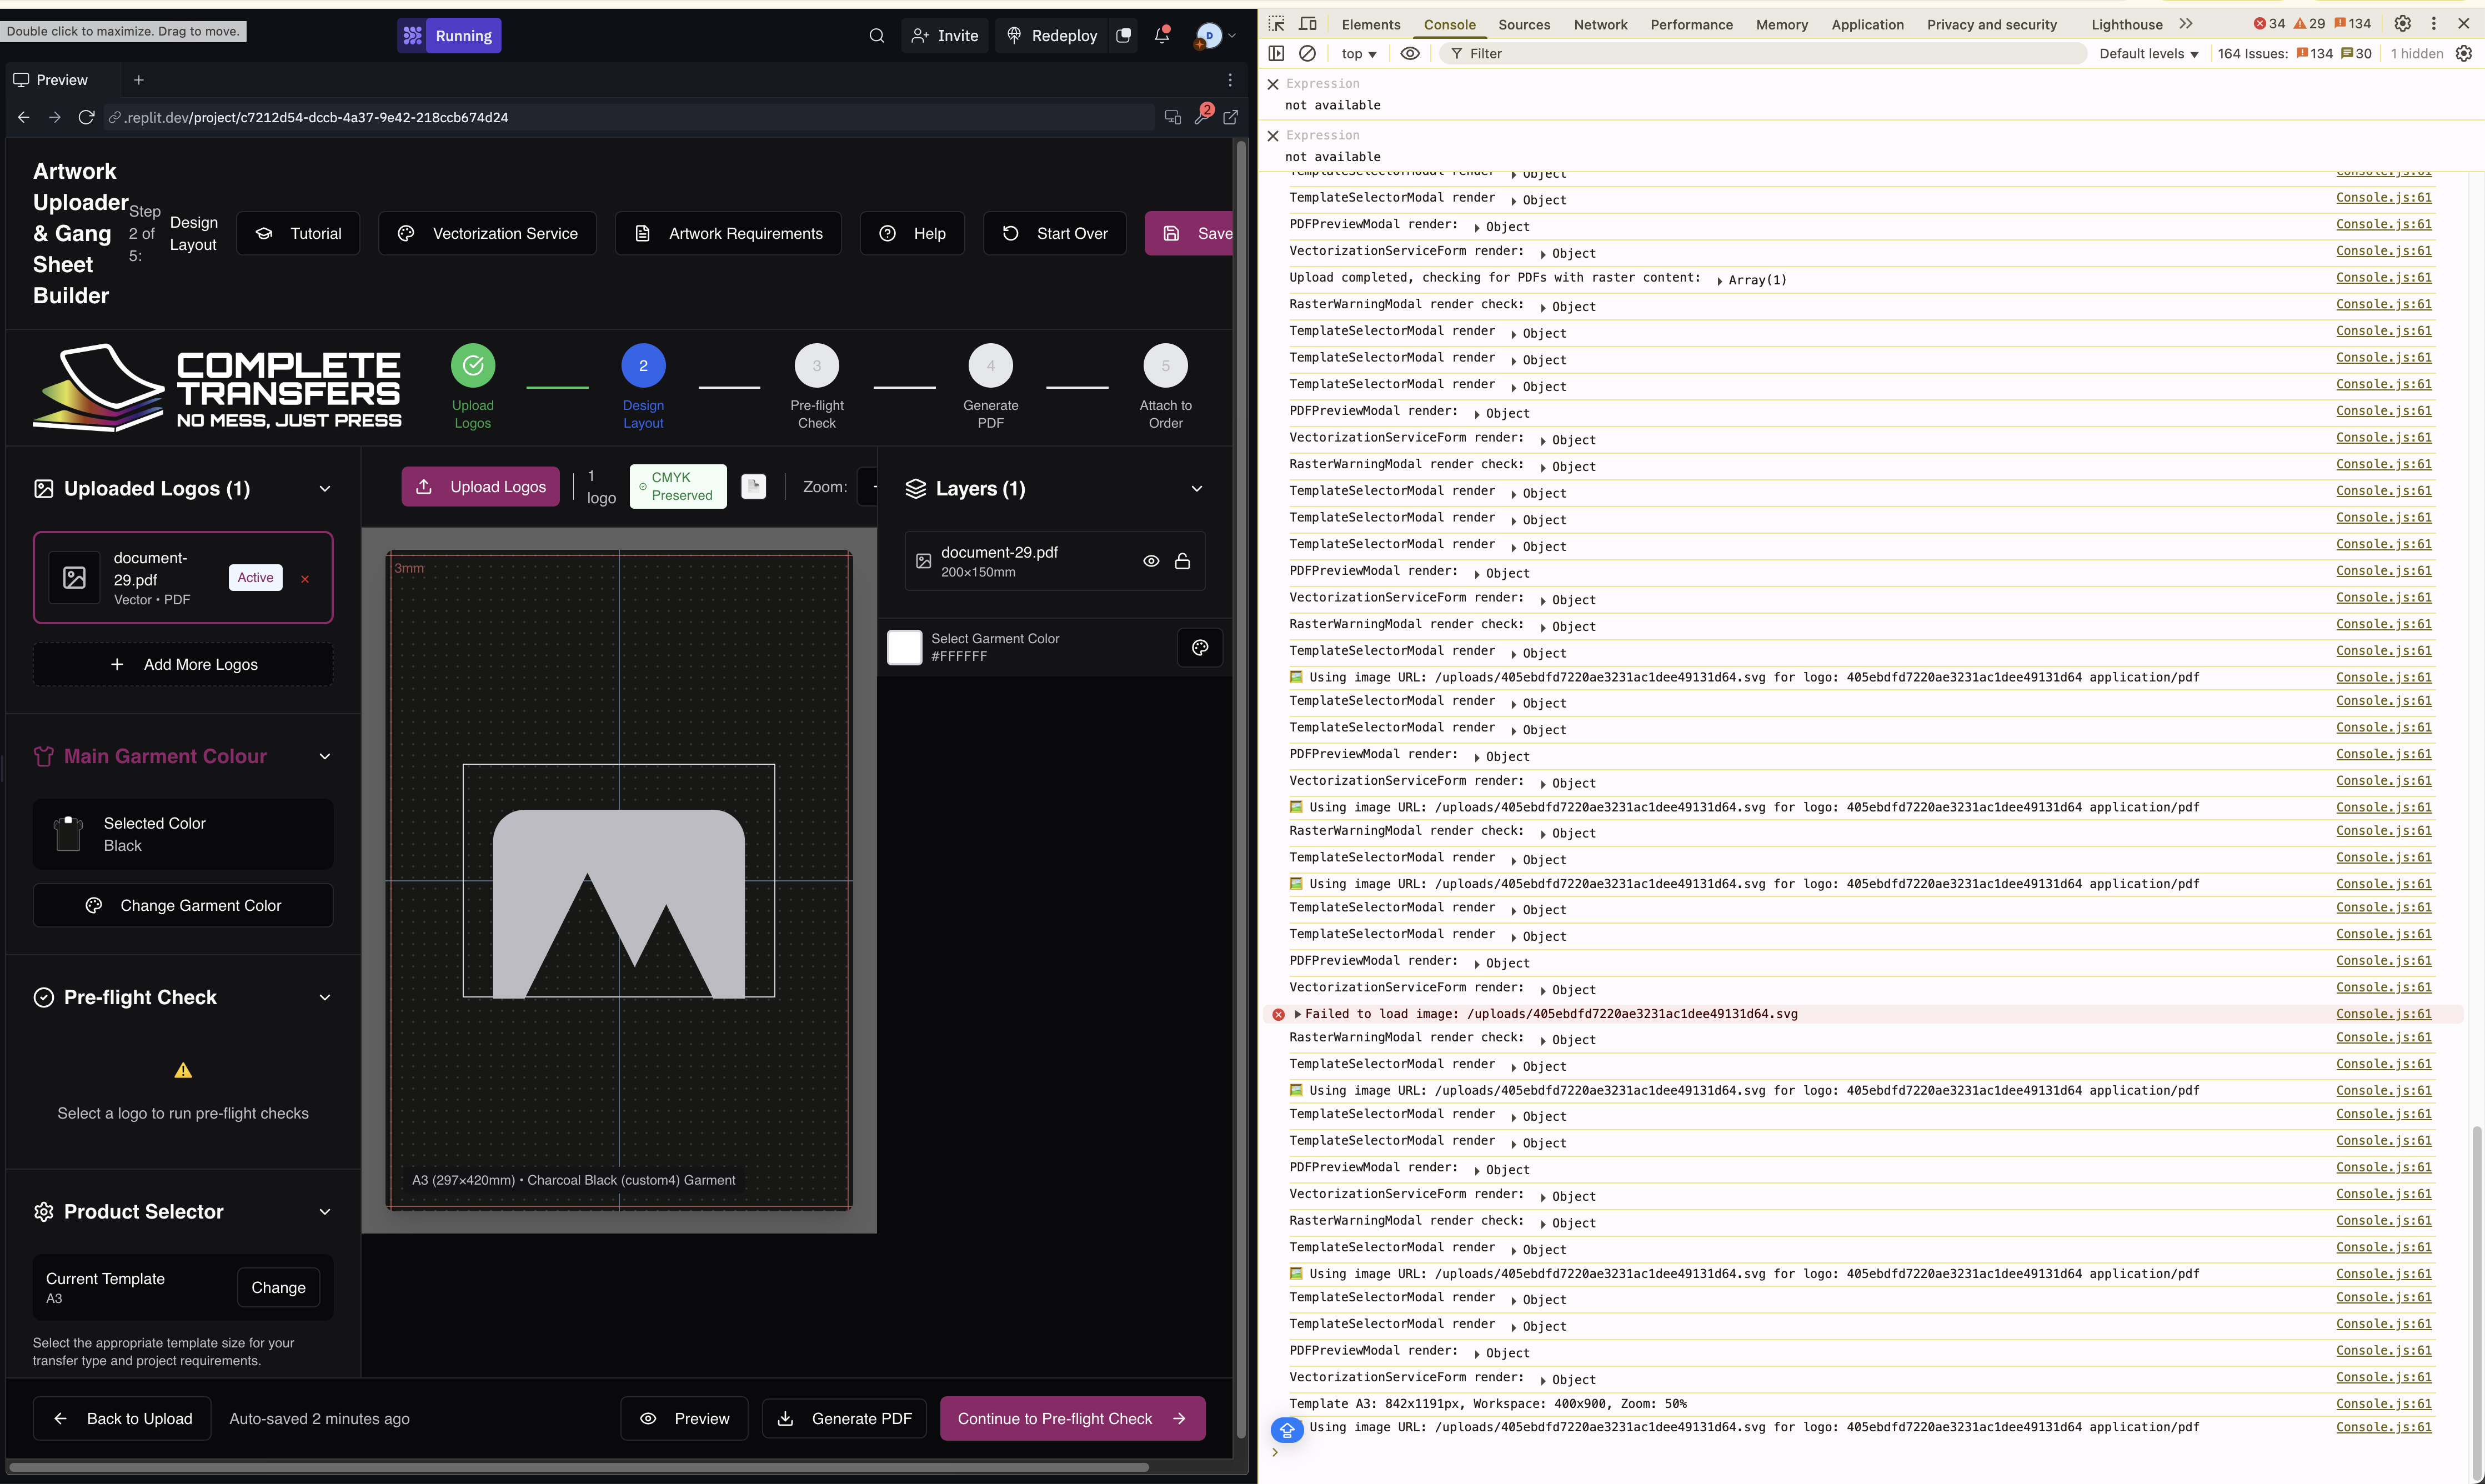 Double click to maximize. Drag to move.
Running
Invite
Redeploy
D
Preview
.replit.dev/project/c7212d54-dccb-4a37-9e42-218ccb674d24
2
Artwork
Uploader
& Gang
Sheet
Builder
Step
2 of
5:
Design
Layout
Tutorial
Vectorization Service
Artwork Requirements
Help
Start Over
Save
COMPLETE
TRANSFERS
NO MESS, JUST PRESS
Upload
Logos
2
Design
Layout
3
Pre-flight
Check
4
Generate
PDF
5
Attach to
Order
Uploaded Logos (1)
document-
29.pdf
Vector • PDF
Active
Add More Logos
Main Garment Colour
Selected Color
Black
Change Garment Color
Pre-flight Check
Select a logo to run pre-flight checks
Product Selector
Current Template
A3
Change
Select the appropriate template size for your
transfer type and project requirements.
Upload Logos
1
logo
CMYK
Preserved
Zoom:
3mm
A3 (297×420mm) • Charcoal Black (custom4) Garment
Layers (1)
document-29.pdf
200×150mm
Select Garment Color
#FFFFFF
Back to Upload
Auto-saved 2 minutes ago
Preview
Generate PDF
Continue to Pre-flight Check
Elements
Console
Sources
Network
Performance
Memory
Application
Privacy and security
Lighthouse
34
29
134
top
Filter
Default levels
164 Issues:
134
30
1 hidden
Expression
not available
Expression
not available
TemplateSelectorModal render Object Console.js:61
TemplateSelectorModal render Object Console.js:61
PDFPreviewModal render: Object Console.js:61
VectorizationServiceForm render: Object Console.js:61
Upload completed, checking for PDFs with raster content: Array(1) Console.js:61
RasterWarningModal render check: Object Console.js:61
TemplateSelectorModal render Object Console.js:61
TemplateSelectorModal render Object Console.js:61
TemplateSelectorModal render Object Console.js:61
PDFPreviewModal render: Object Console.js:61
VectorizationServiceForm render: Object Console.js:61
RasterWarningModal render check: Object Console.js:61
TemplateSelectorModal render Object Console.js:61
TemplateSelectorModal render Object Console.js:61
TemplateSelectorModal render Object Console.js:61
PDFPreviewModal render: Object Console.js:61
VectorizationServiceForm render: Object Console.js:61
RasterWarningModal render check: Object Console.js:61
TemplateSelectorModal render Object Console.js:61
Using image URL: /uploads/405ebdfd7220ae3231ac1dee49131d64.svg for logo: 405ebdfd7220ae3231ac1dee49131d64 application/pdf Console.js:61
TemplateSelectorModal render Object Console.js:61
TemplateSelectorModal render Object Console.js:61
PDFPreviewModal render: Object Console.js:61
VectorizationServiceForm render: Object Console.js:61
Using image URL: /uploads/405ebdfd7220ae3231ac1dee49131d64.svg for logo: 405ebdfd7220ae3231ac1dee49131d64 application/pdf Console.js:61
RasterWarningModal render check: Object Console.js:61
TemplateSelectorModal render Object Console.js:61
Using image URL: /uploads/405ebdfd7220ae3231ac1dee49131d64.svg for logo: 405ebdfd7220ae3231ac1dee49131d64 application/pdf Console.js:61
TemplateSelectorModal render Object Console.js:61
TemplateSelectorModal render Object Console.js:61
PDFPreviewModal render: Object Console.js:61
VectorizationServiceForm render: Object Console.js:61
Failed to load image: /uploads/405ebdfd7220ae3231ac1dee49131d64.svg Console.js:61
RasterWarningModal render check: Object Console.js:61
TemplateSelectorModal render Object Console.js:61
Using image URL: /uploads/405ebdfd7220ae3231ac1dee49131d64.svg for logo: 405ebdfd7220ae3231ac1dee49131d64 application/pdf Console.js:61
TemplateSelectorModal render Object Console.js:61
TemplateSelectorModal render Object Console.js:61
PDFPreviewModal render: Object Console.js:61
VectorizationServiceForm render: Object Console.js:61
RasterWarningModal render check: Object Console.js:61
TemplateSelectorModal render Object Console.js:61
Using image URL: /uploads/405ebdfd7220ae3231ac1dee49131d64.svg for logo: 405ebdfd7220ae3231ac1dee49131d64 application/pdf Console.js:61
TemplateSelectorModal render Object Console.js:61
TemplateSelectorModal render Object Console.js:61
PDFPreviewModal render: Object Console.js:61
VectorizationServiceForm render: Object Console.js:61
Template A3: 842x1191px, Workspace: 400x900, Zoom: 50% Console.js:61
Using image URL: /uploads/405ebdfd7220ae3231ac1dee49131d64.svg for logo: 405ebdfd7220ae3231ac1dee49131d64 application/pdf Console.js:61